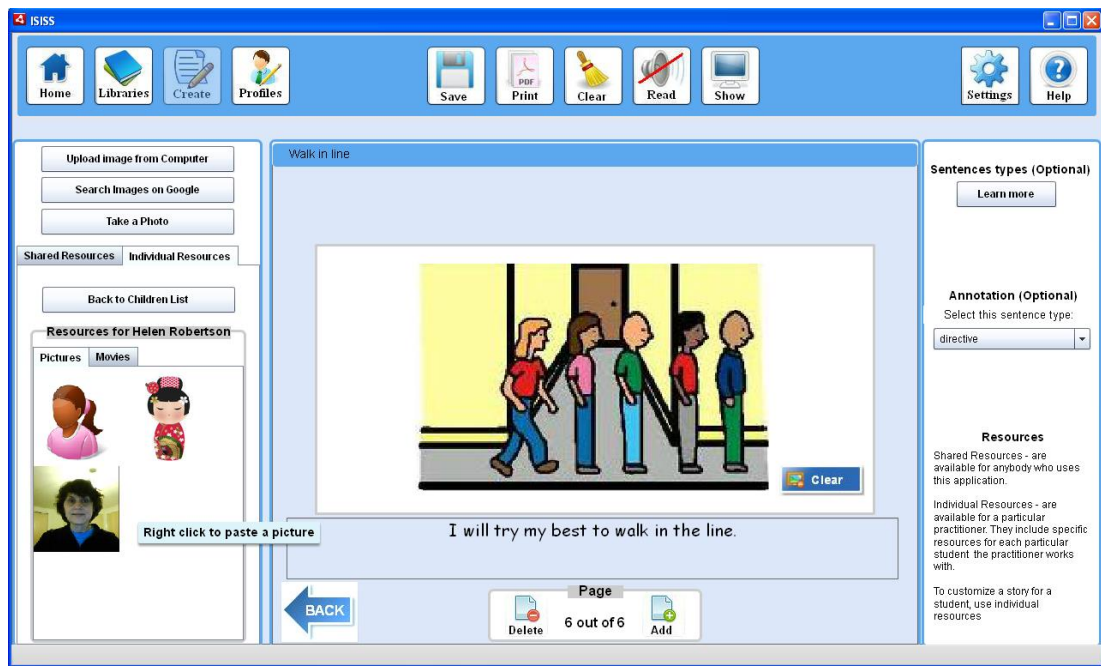 ISISS
Home
Libraries
Create
Profiles
Save
PDF
Print
Clear
Read
Show
Settings
Help
Upload image from Computer
Search Images on Google
Take a Photo
Shared Resources
Individual Resources
Back to Children List
Resources for Helen Robertson
Pictures
Movies
Right click to paste a picture
Walk in line
Clear
I will try my best to walk in the line.
BACK
Page
Delete
6 out of 6
Add
Sentences types (Optional)
Learn more
Annotation (Optional)
Select this sentence type:
directive
Resources
Shared Resources - are
available for anybody who uses
this application.
Individual Resources - are
available for a particular
practitioner. They include specific
resources for each particular
student the practitioner works
with.
To customize a story for a
student, use individual
resources